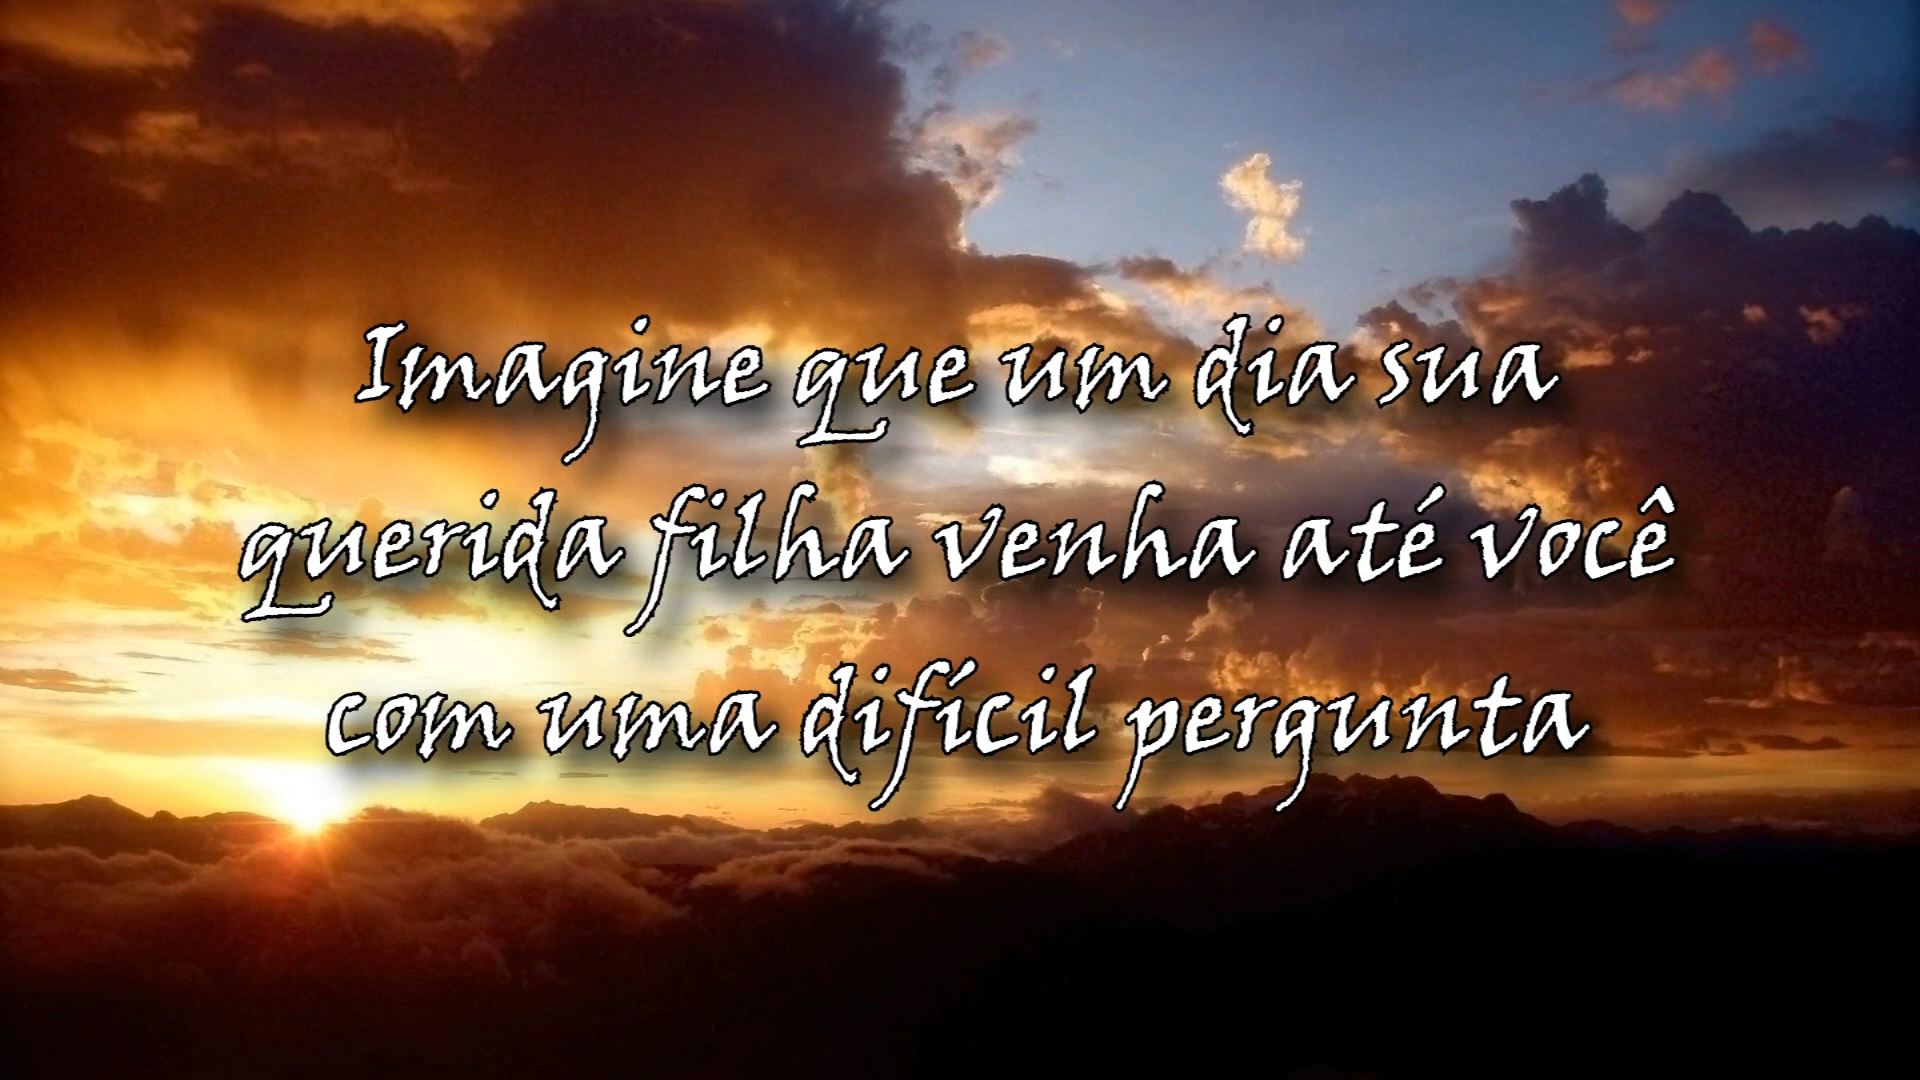 Imagine que um dia sua
querida filha venha até você
com uma difícil pergunta